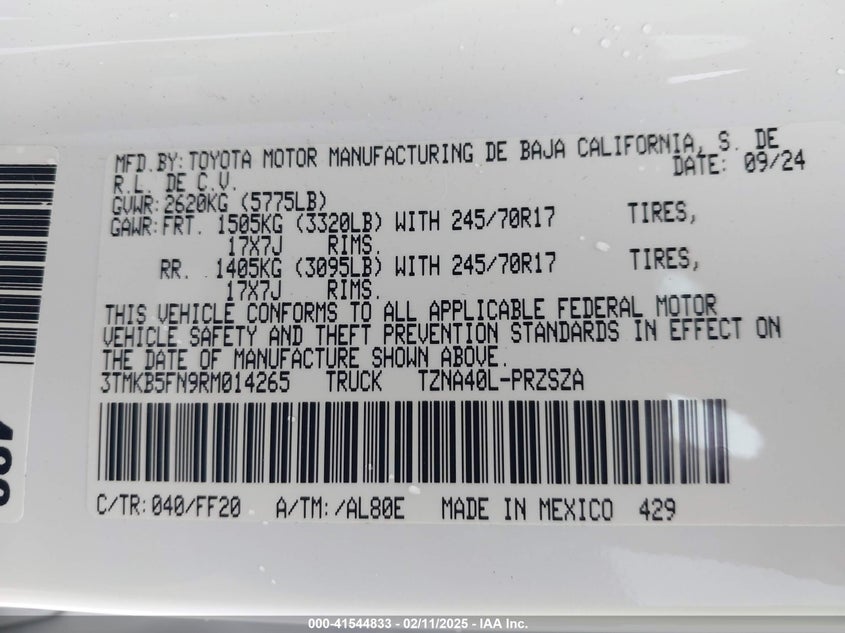 MFD.BY:TOYOTA MOTOR MANUFACTURING DE BAJA CALIFORNIA, S. DE
R.L. DE C.V. DATE: 09/24
GVWR:2620KG (5775LB)
GAWR:FRT. 1505KG (3320LB) WITH 245/70R17 TIRES,
17X7J RIMS.
RR. 1405KG (3095LB) WITH 245/70R17 TIRES,
17X7J RIMS.
THIS VEHICLE CONFORMS TO ALL APPLICABLE FEDERAL MOTOR
VEHICLE SAFETY AND THEFT PREVENTION STANDARDS IN EFFECT ON
THE DATE OF MANUFACTURE SHOWN ABOVE.
3TMKB5FN9RM014265 TRUCK TZNA40L-PRZSZA
C/TR:040/FF20 A/TM:/AL80E MADE IN MEXICO 429
000-41544833 - 02/11/2025 - IAA Inc.